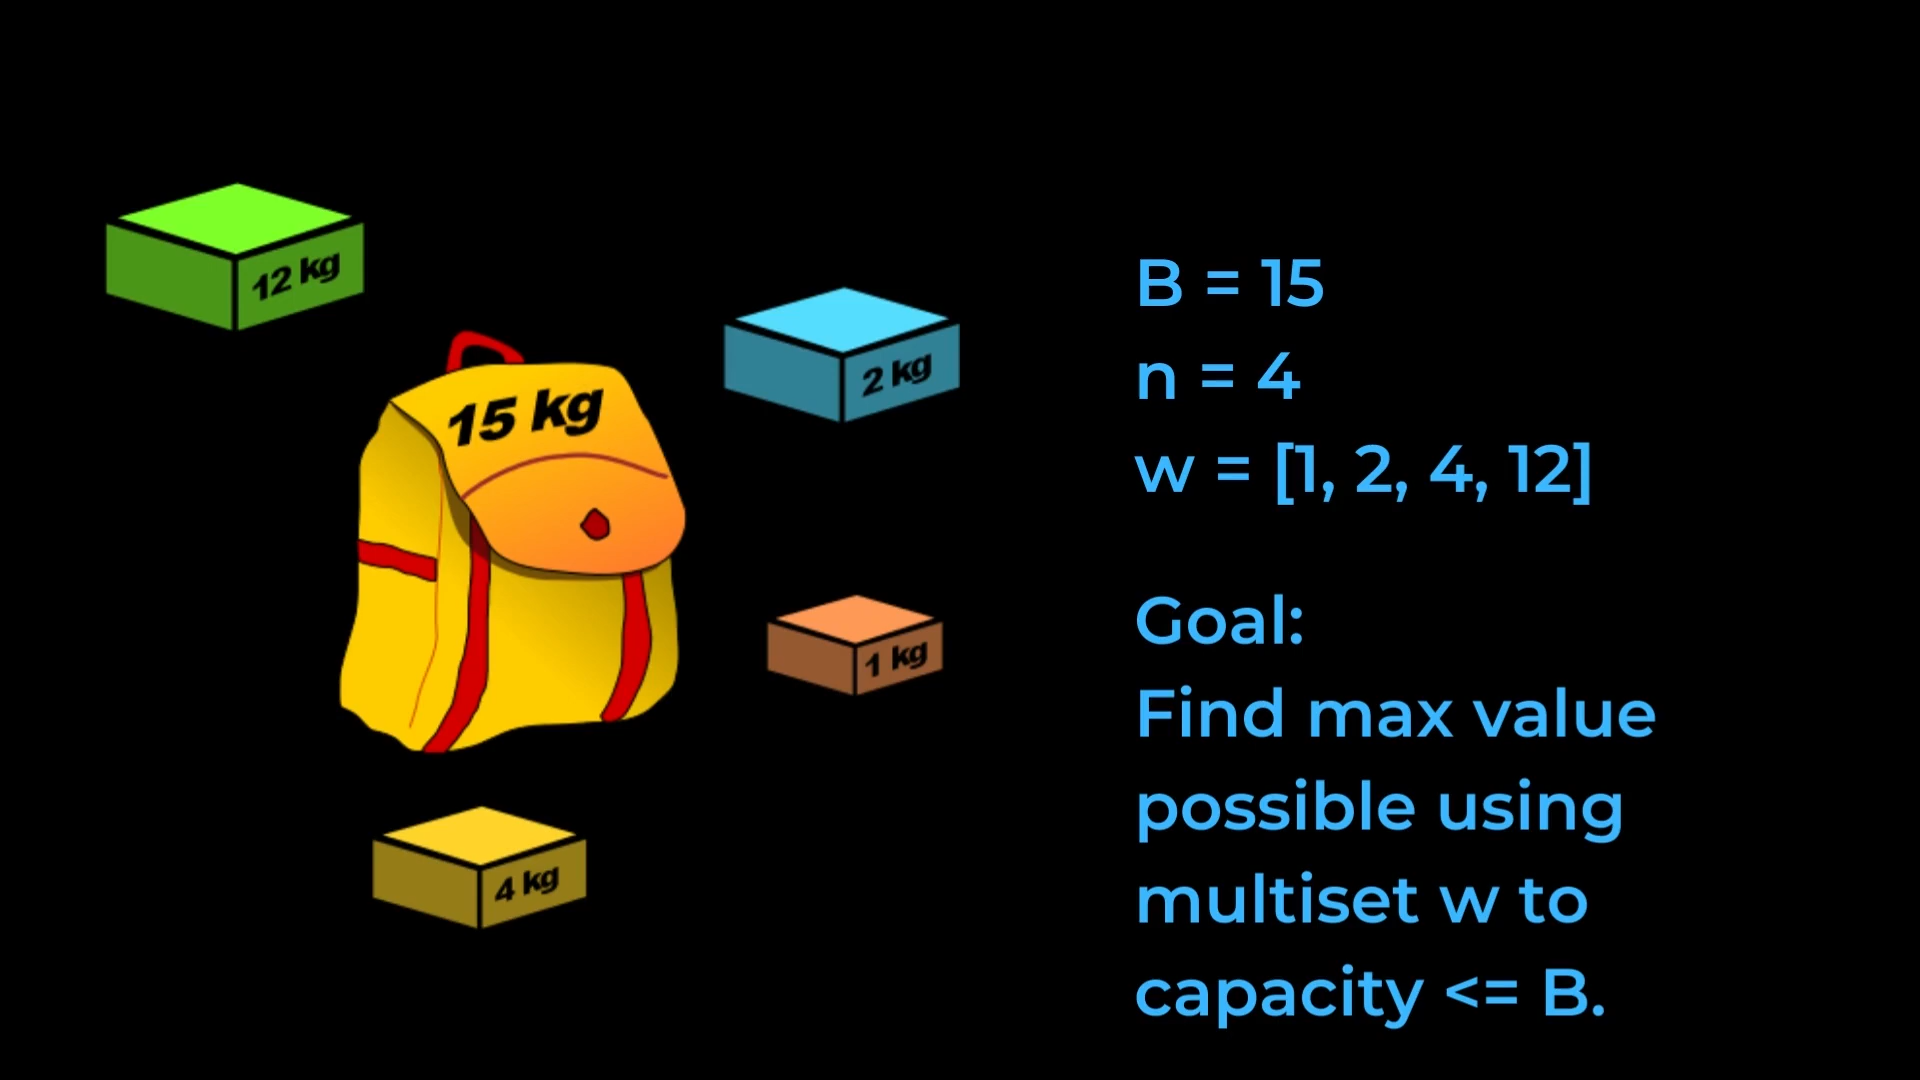 12 kg
2 kg
15 kg
1 kg
4 kg
B = 15
n = 4
w = [1, 2, 4, 12]
Goal:
Find max value
possible using
multiset w to
capacity <= B.